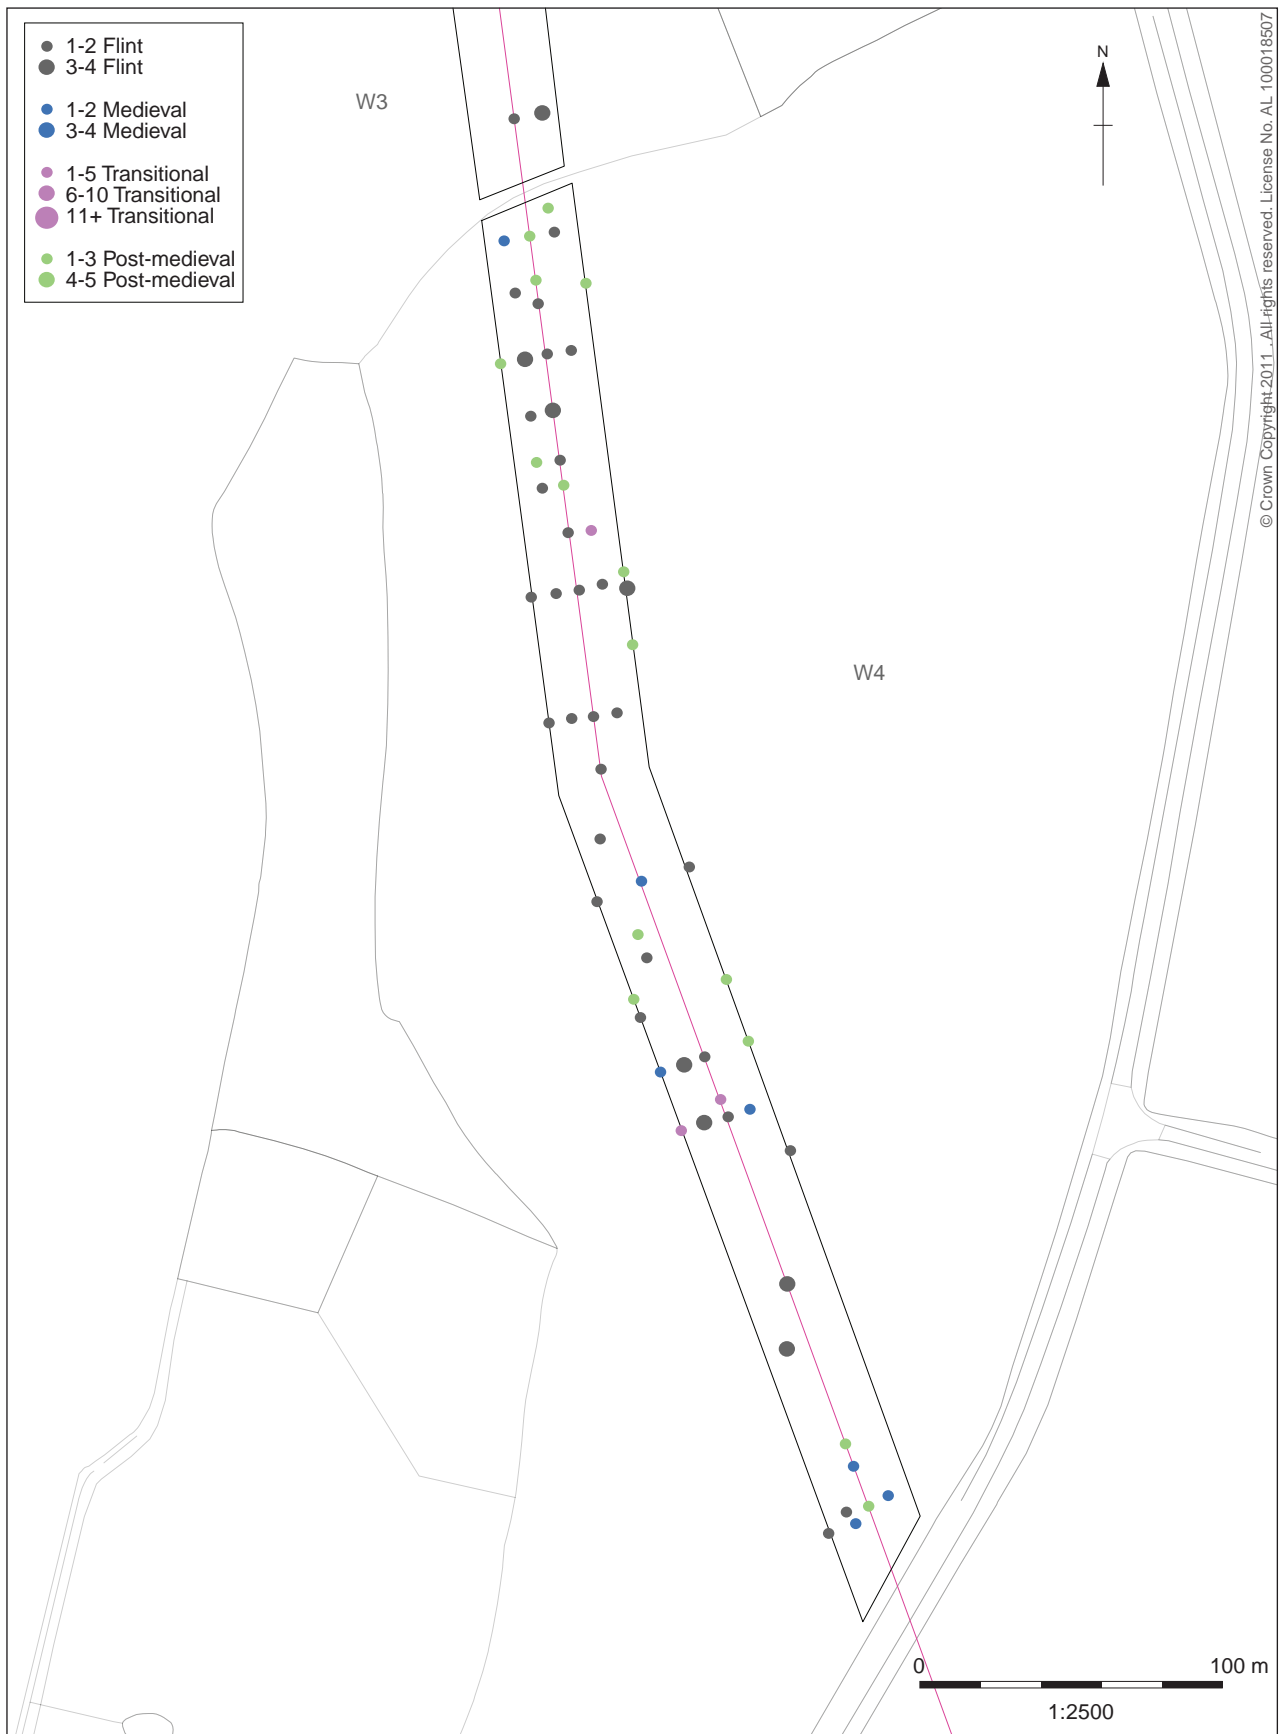 1-2 Flint
3-4 Flint
1-2 Medieval
3-4 Medieval
1-5 Transitional
6-10 Transitional
11+ Transitional
1-3 Post-medieval
4-5 Post-medieval
W3
N
© Crown Copyright 2011 . All rights reserved. License No. AL 100018507
W4
0 100 m
1:2500